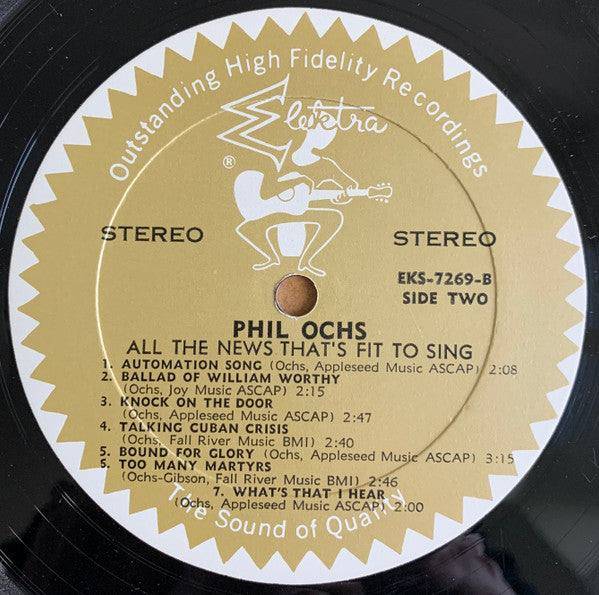 Outstanding High Fidelity Recordings
Elektra
®
STEREO STEREO
EKS-7269-B
SIDE TWO
PHIL OCHS
ALL THE NEWS THAT'S FIT TO SING
1. AUTOMATION SONG (Ochs, Appleseed Music ASCAP) 2:08
2. BALLAD OF WILLIAM WORTHY
(Ochs, Joy Music ASCAP) 2:15
3. KNOCK ON THE DOOR
(Ochs, Appleseed Music ASCAP) 2:47
4. TALKING CUBAN CRISIS
(Ochs, Fall River Music BMI) 2:40
5. BOUND FOR GLORY (Ochs, Appleseed Music ASCAP) 3:15
5. TOO MANY MARTYRS
(Ochs-Gibson, Fall River Music BMI) 2:46
7. WHAT'S THAT I HEAR
(Ochs, Appleseed Music ASCAP) 2:00
The Sound of Quality